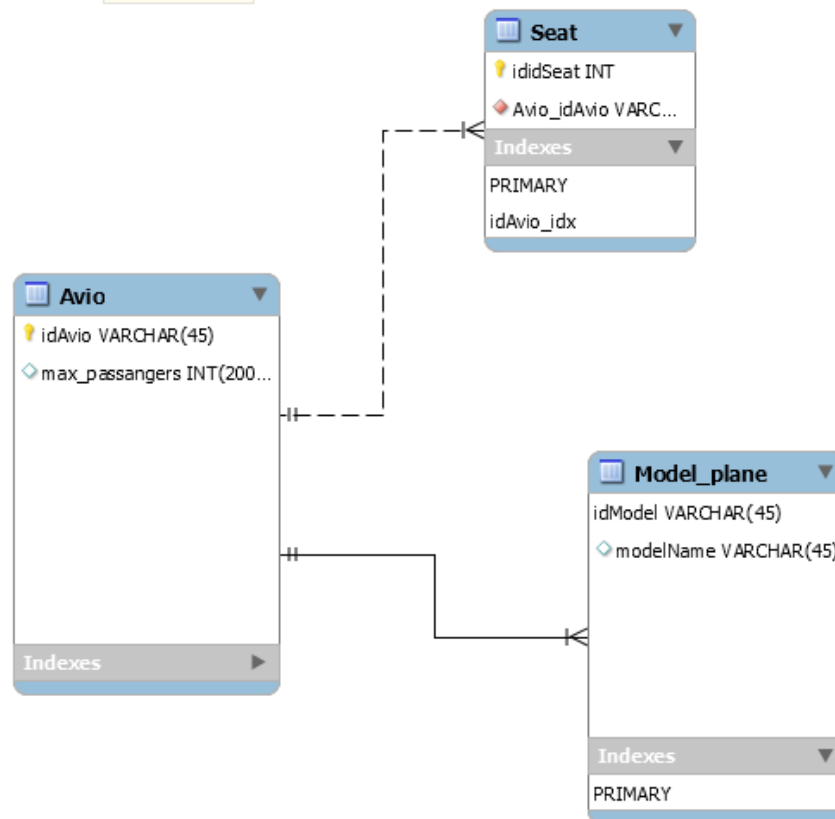 Seat
ididSeat INT
Avio_idAvio VARC...
Indexes
PRIMARY
idAvio_idx
Avio
idAvio VARCHAR(45)
max_passangers INT(200...
Indexes
Model_plane
idModel VARCHAR(45)
modelName VARCHAR(45)
Indexes
PRIMARY